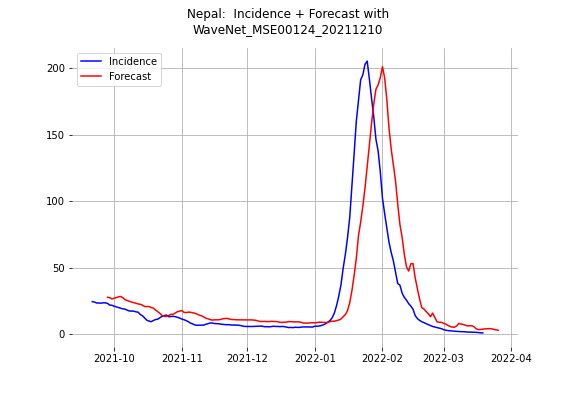 Nepal:  Incidence + Forecast with
WaveNet_MSE00124_20211210
Incidence
Forecast
200
150
100
50
0
2021-10 2021-11 2021-12 2022-01 2022-02 2022-03 2022-04